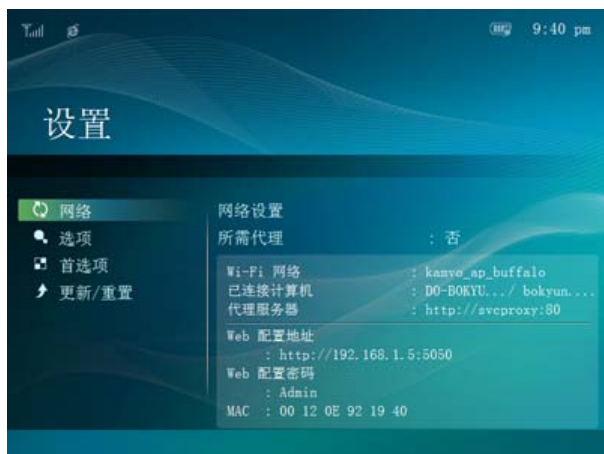 9:40 pm
设置
网络
选项
首选项
更新/重置
网络设置
所需代理 : 否
Wi-Fi 网络 : kamyo_ap_buffalo
已连接计算机 : DO-BOKYU.../ bokyun....
代理服务器 : http://svcproxy:80
Web 配置地址
: http://192.168.1.5:5050
Web 配置密码
: Admin
MAC : 00 12 0E 92 19 40